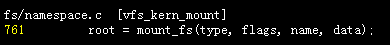 fs/namespace.c [vfs_kern_mount]
761 root = mount_fs(type, flags, name, data);